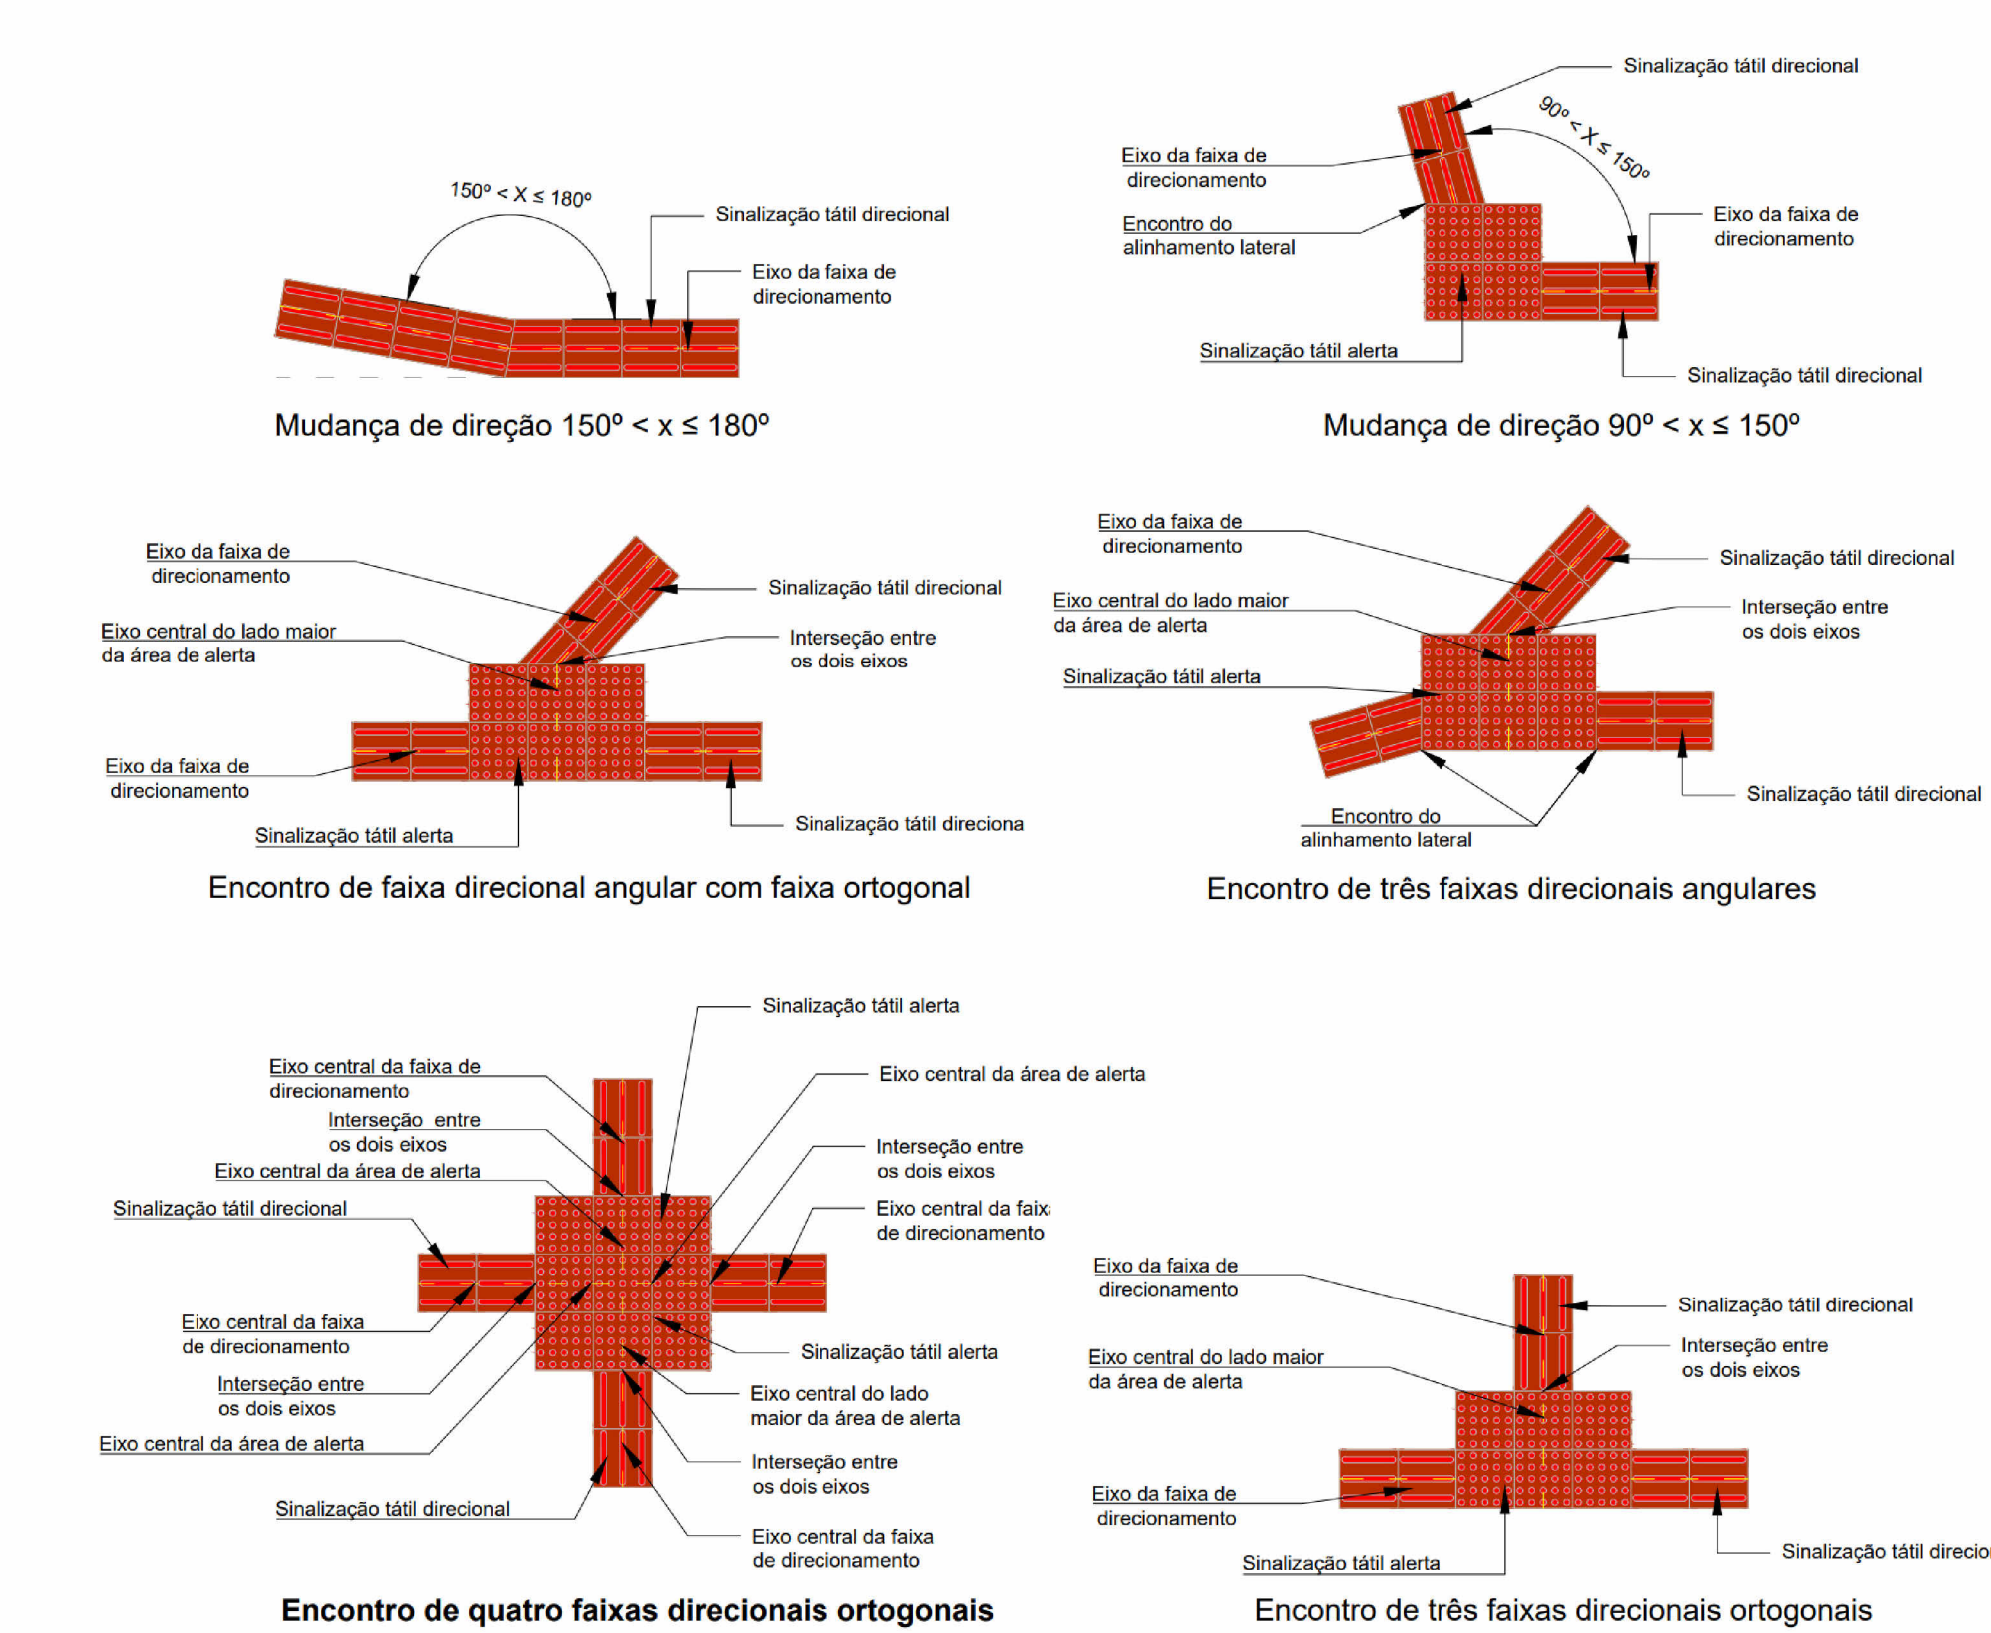 150º < X ≤ 180º
Sinalização tátil direcional
Eixo da faixa de
direcionamento
Mudança de direção 150º < x ≤ 180º
Sinalização tátil direcional
90º < X ≤ 150º
Eixo da faixa de
direcionamento
Encontro do
alinhamento lateral
Eixo da faixa de
direcionamento
Sinalização tátil alerta
Sinalização tátil direcional
Mudança de direção 90º < x ≤ 150º
Eixo da faixa de
direcionamento
Sinalização tátil direcional
Eixo central do lado maior
da área de alerta
Interseção entre
os dois eixos
Eixo da faixa de
direcionamento
Sinalização tátil alerta
Sinalização tátil direciona
Encontro de faixa direcional angular com faixa ortogonal
Eixo da faixa de
direcionamento
Sinalização tátil direcional
Eixo central do lado maior
da área de alerta
Interseção entre
os dois eixos
Sinalização tátil alerta
Sinalização tátil direcional
Encontro do
alinhamento lateral
Encontro de três faixas direcionais angulares
Sinalização tátil alerta
Eixo central da faixa de
direcionamento
Eixo central da área de alerta
Interseção entre
os dois eixos
Interseção entre
os dois eixos
Eixo central da área de alerta
Sinalização tátil direcional
Eixo central da faix
de direcionamento
Eixo central da faixa
de direcionamento
Sinalização tátil alerta
Interseção entre
os dois eixos
Eixo central do lado
maior da área de alerta
Eixo central da área de alerta
Interseção entre
os dois eixos
Sinalização tátil direcional
Eixo central da faixa
de direcionamento
Encontro de quatro faixas direcionais ortogonais
Eixo da faixa de
direcionamento
Sinalização tátil direcional
Eixo central do lado maior
da área de alerta
Interseção entre
os dois eixos
Eixo da faixa de
direcionamento
Sinalização tátil alerta
Sinalização tátil direcio
Encontro de três faixas direcionais ortogonais